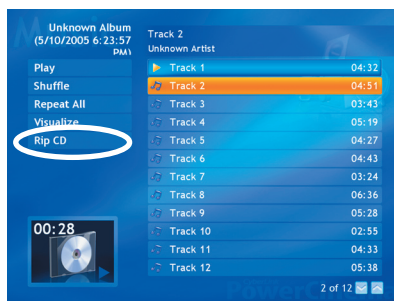 Unknown Album
(5/10/2005 6:23:57
PM)
Track 2
Unknown Artist
Play
Shuffle
Repeat All
Visualize
Rip CD
Track 1 04:32
Track 2 04:51
Track 3 03:43
Track 4 05:19
Track 5 04:27
Track 6 04:43
Track 7 03:24
Track 8 06:36
Track 9 05:28
Track 10 02:55
Track 11 04:33
Track 12 05:38
00:28
2 of 12